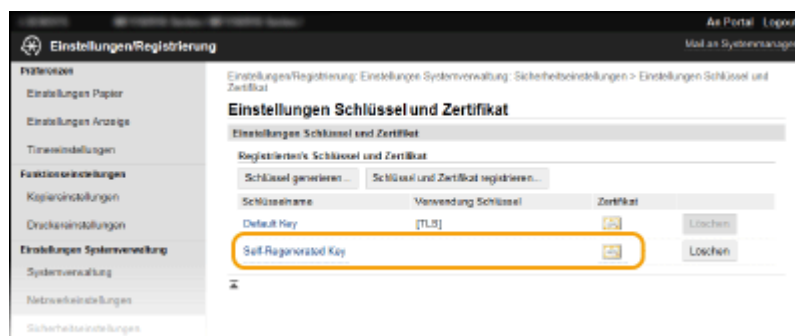 An Portal Logout
Einstellungen/Registrierung
Mail an Systemmanager
Präferenzen
Einstellungen Papier
Einstellungen Anzeige
Timereinstellungen
Funktionseinstellungen
Kopiereinstellungen
Druckereinstellungen
Einstellungen Systemverwaltung
Systemverwaltung
Netzwerkeinstellungen
Sicherheitseinstellungen
Einstellungen/Registrierung: Einstellungen Systemverwaltung: Sicherheitseinstellungen > Einstellungen Schlüssel und
Zertifikat
Einstellungen Schlüssel und Zertifikat
Einstellungen Schlüssel und Zertifikat
Registrierten's Schlüssel und Zertifikat
Schlüssel generieren... Schlüssel und Zertifikat registrieren...
Schlüsselname Verwendung Schlüssel Zertifikat
Default Key [TLS] Löschen
Self-Regenerated Key Löschen